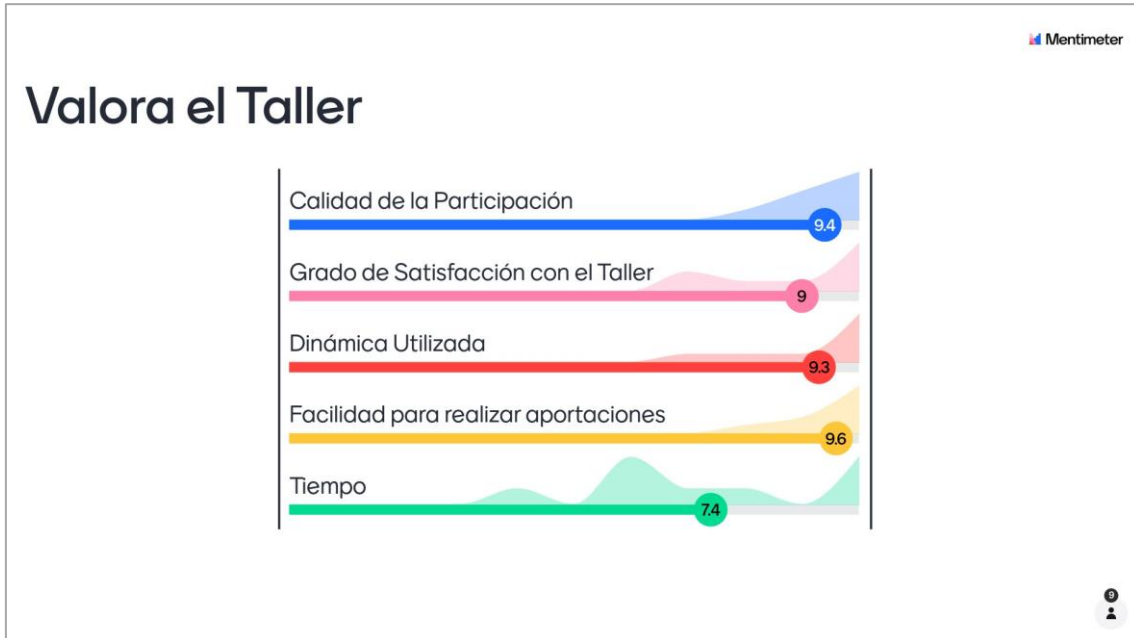 Mentimeter
Valora el Taller
Calidad de la Participación
9.4
Grado de Satisfacción con el Taller
9
Dinámica Utilizada
9.3
Facilidad para realizar aportaciones
9.6
Tiempo
7.4
9